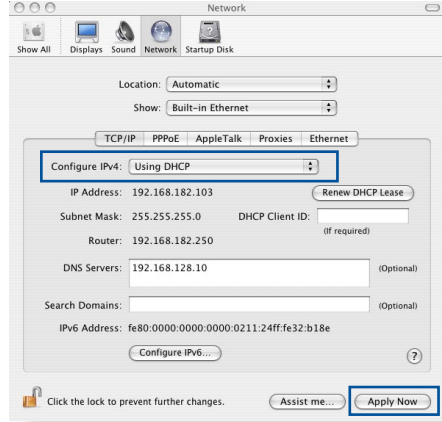 Network
Show All Displays Sound Network Startup Disk
Location: Automatic
Show: Built-in Ethernet
TCP/IP PPPoE AppleTalk Proxies Ethernet
Configure IPv4: Using DHCP
IP Address: 192.168.182.103 Renew DHCP Lease
Subnet Mask: 255.255.255.0 DHCP Client ID:
(If required)
Router: 192.168.182.250
DNS Servers: 192.168.128.10 (Optional)
Search Domains: (Optional)
IPv6 Address: fe80:0000:0000:0000:0211:24ff:fe32:b18e
Configure IPv6... ?
Click the lock to prevent further changes. Assist me... Apply Now